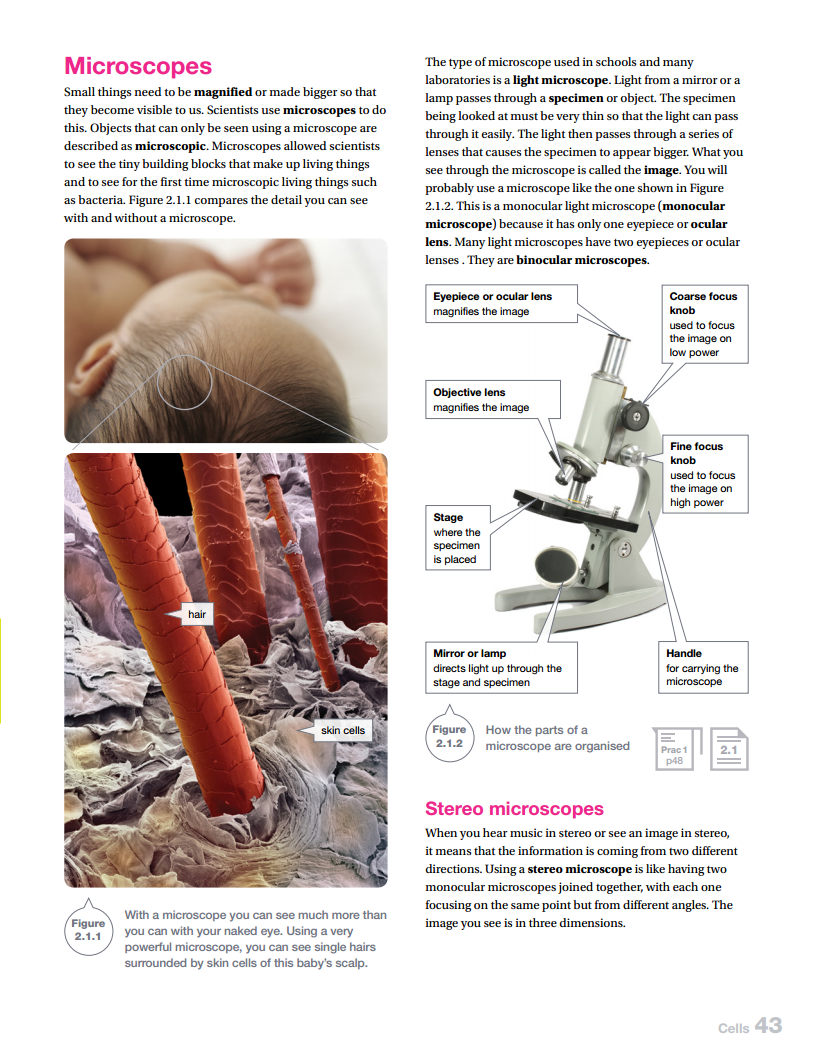 Microscopes
Small things need to be magnified or made bigger so that
they become visible to us. Scientists use microscopes to do
this. Objects that can only be seen using a microscope are
described as microscopic. Microscopes allowed scientists
to see the tiny building blocks that make up living things
and to see for the first time microscopic living things such
as bacteria. Figure 2.1.1 compares the detail you can see
with and without a microscope.
hair
skin cells
Figure
2.1.1
With a microscope you can see much more than
you can with your naked eye. Using a very
powerful microscope, you can see single hairs
surrounded by skin cells of this baby's scalp.
The type of microscope used in schools and many
laboratories is a light microscope. Light from a mirror or a
lamp passes through a specimen or object. The specimen
being looked at must be very thin so that the light can pass
through it easily. The light then passes through a series of
lenses that causes the specimen to appear bigger. What you
see through the microscope is called the image. You will
probably use a microscope like the one shown in Figure
2.1.2. This is a monocular light microscope (monocular
microscope) because it has only one eyepiece or ocular
lens. Many light microscopes have two eyepieces or ocular
lenses . They are binocular microscopes.
Eyepiece or ocular lens
magnifies the image
Coarse focus
knob
used to focus
the image on
low power
Objective lens
magnifies the image
Fine focus
knob
used to focus
the image on
high power
Stage
where the
specimen
is placed
Mirror or lamp
directs light up through the
stage and specimen
Handle
for carrying the
microscope
Figure
2.1.2
How the parts of a
microscope are organised
Prac 1
p48
2.1
Stereo microscopes
When you hear music in stereo or see an image in stereo,
it means that the information is coming from two different
directions. Using a stereo microscope is like having two
monocular microscopes joined together, with each one
focusing on the same point but from different angles. The
image you see is in three dimensions.
Cells 43